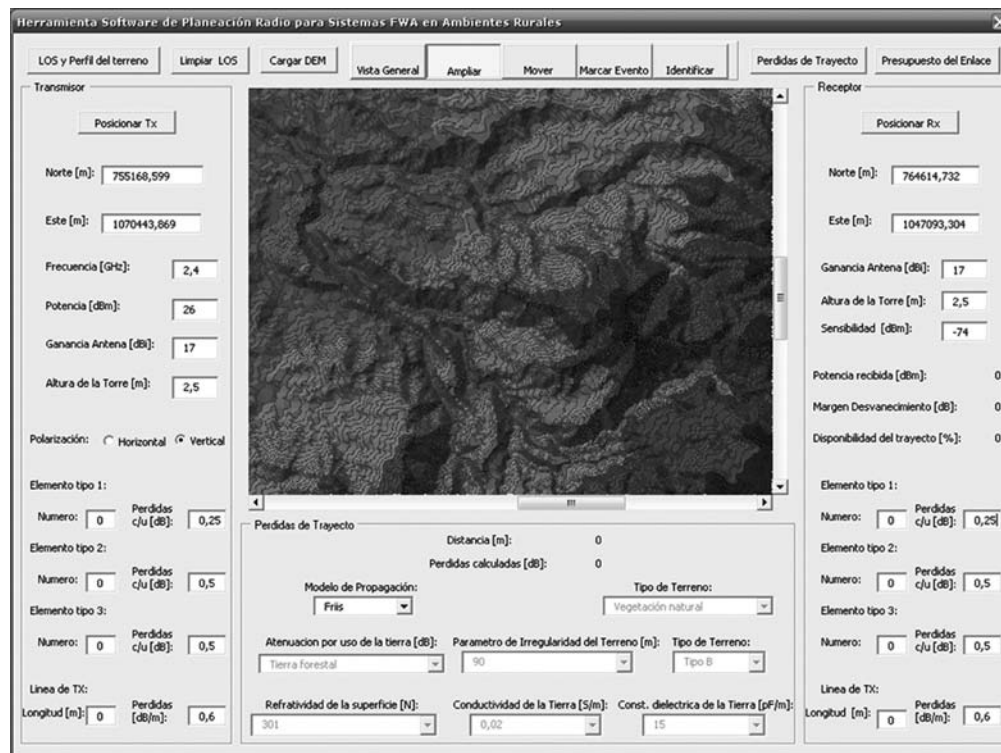 Herramienta Software de Planeación Radio para Sistemas FWA en Ambientes Rurales
LOS y Perfil del terreno
Limpiar LOS
Cargar DEM
Vista General
Ampliar
Mover
Marcar Evento
Identificar
Perdidas de Trayecto
Presupuesto del Enlace
Transmisor
Posicionar Tx
Norte [m]: 755168,599
Este [m]: 1070443,869
Frecuencia [GHz]: 2,4
Potencia [dBm]: 26
Ganancia Antena [dBi]: 17
Altura de la Torre [m]: 2,5
Polarización: Horizontal Vertical
Elemento tipo 1:
Numero: 0 Perdidas c/u [dB]: 0,25
Elemento tipo 2:
Numero: 0 Perdidas c/u [dB]: 0,5
Elemento tipo 3:
Numero: 0 Perdidas c/u [dB]: 0,5
Linea de TX:
Longitud [m]: 0 Perdidas [dB/m]: 0,6
Perdidas de Trayecto
Distancia [m]: 0
Perdidas calculadas [dB]: 0
Modelo de Propagación:
Friis
Tipo de Terreno:
Vegetación natural
Atenuacion por uso de la tierra [dB]:
Tierra forestal
Parametro de Irregularidad del Terreno [m]:
90
Tipo de Terreno:
Tipo B
Refratividad de la superficie [N]:
301
Conductividad de la Tierra [S/m]:
0,02
Const. dielectrica de la Tierra [pF/m]:
15
Receptor
Posicionar Rx
Norte [m]: 764614,732
Este [m]: 1047093,304
Ganancia Antena [dBi]: 17
Altura de la Torre [m]: 2,5
Sensibilidad [dBm]: -74
Potencia recibida [dBm]: 0
Margen Desvanecimiento [dB]: 0
Disponibilidad del trayecto [%]: 0
Elemento tipo 1:
Numero: 0 Perdidas c/u [dB]: 0,25
Elemento tipo 2:
Numero: 0 Perdidas c/u [dB]: 0,5
Elemento tipo 3:
Numero: 0 Perdidas c/u [dB]: 0,5
Linea de TX:
Longitud [m]: 0 Perdidas [dB/m]: 0,6